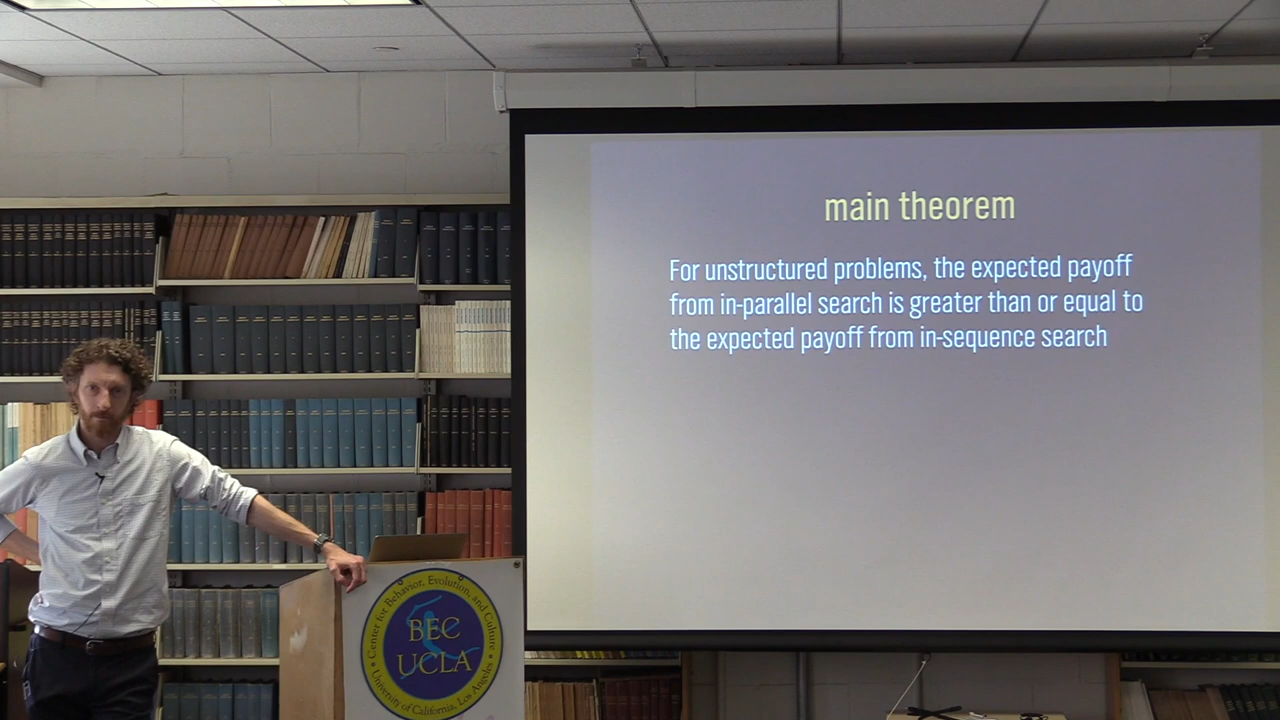 main theorem
For unstructured problems, the expected payoff
from in-parallel search is greater than or equal to
the expected payoff from in-sequence search
Center for Behavior, Evolution, and Culture
BEC
UCLA
University of California, Los Angeles